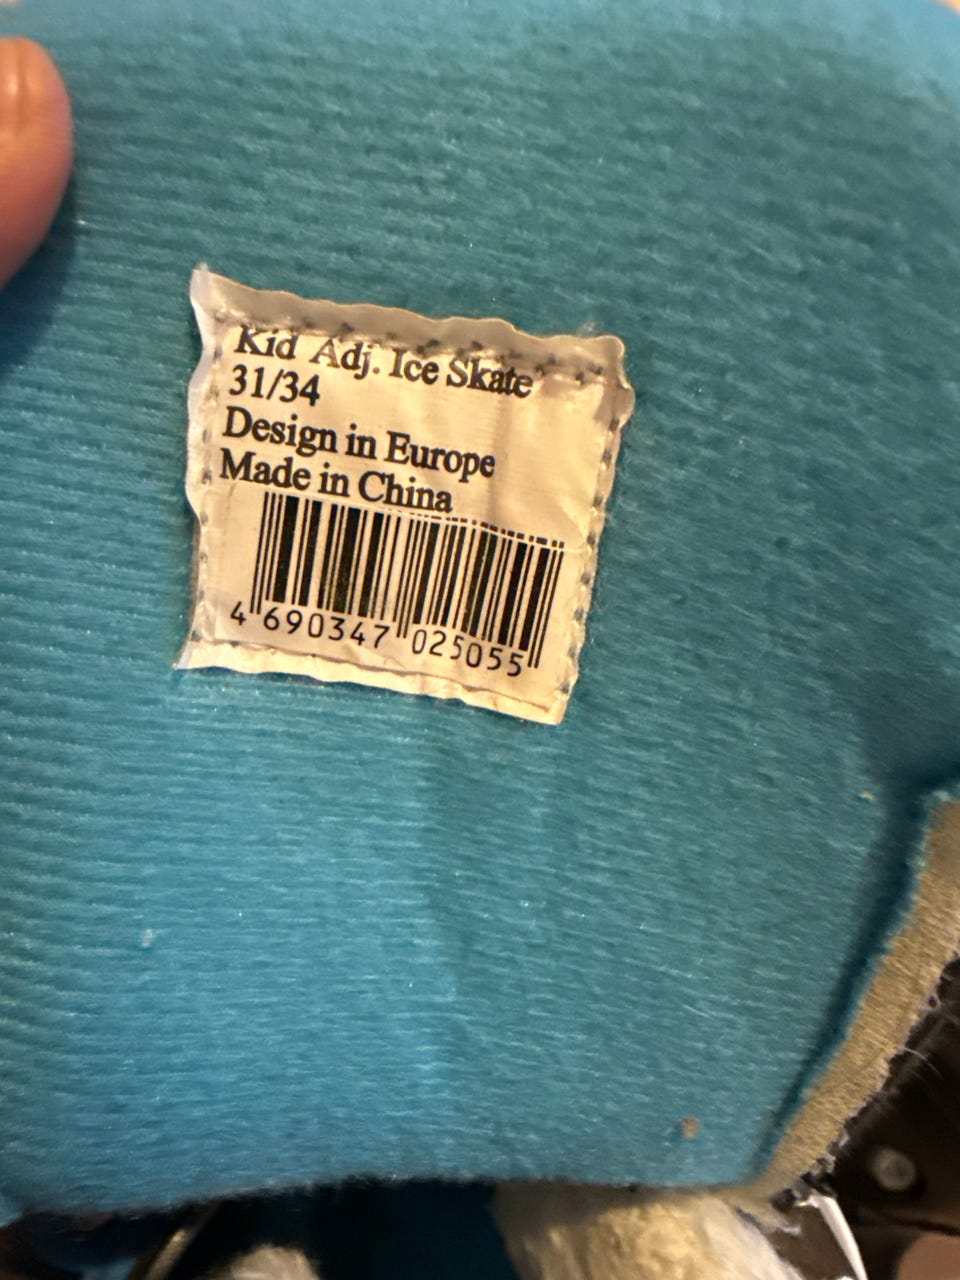 Kid Adj. Ice Skate
31/34
Design in Europe
Made in China
4 690347 025055